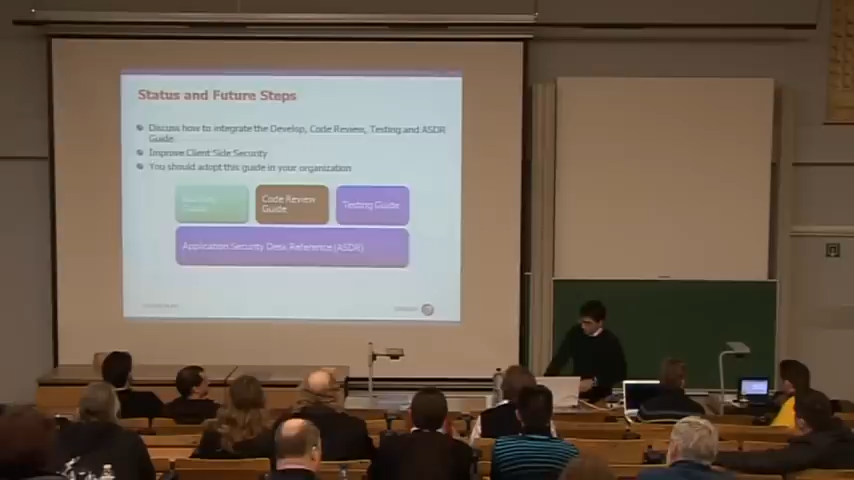 Status and Future Steps
Discuss how to integrate the Develop, Code Review, Testing and ASDR
Guide
Improve Client Side Security
You should adopt this guide in your organization
Code Review
Guide
Testing Guide
Application Security Desk Reference (ASDR)